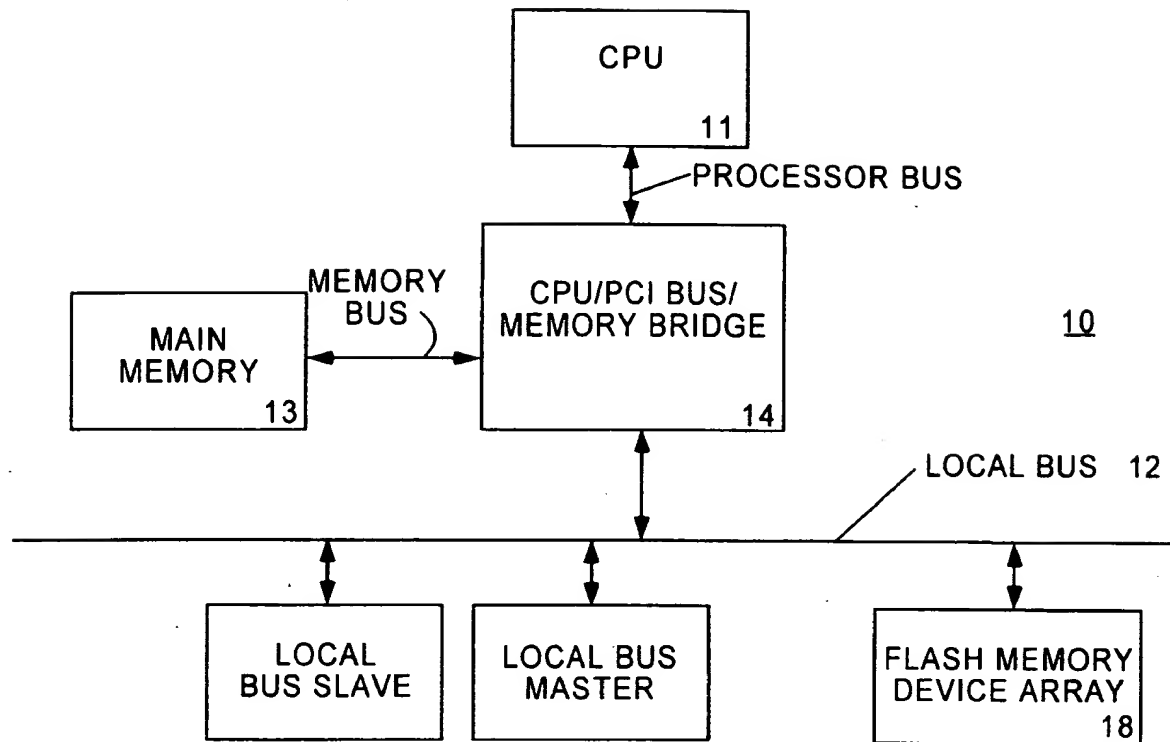 CPU
11
PROCESSOR BUS
MEMORY
BUS
CPU/PCI BUS/
MEMORY BRIDGE
14
MAIN
MEMORY
13
10
LOCAL BUS 12
LOCAL
BUS SLAVE
LOCAL BUS
MASTER
FLASH MEMORY
DEVICE ARRAY
18